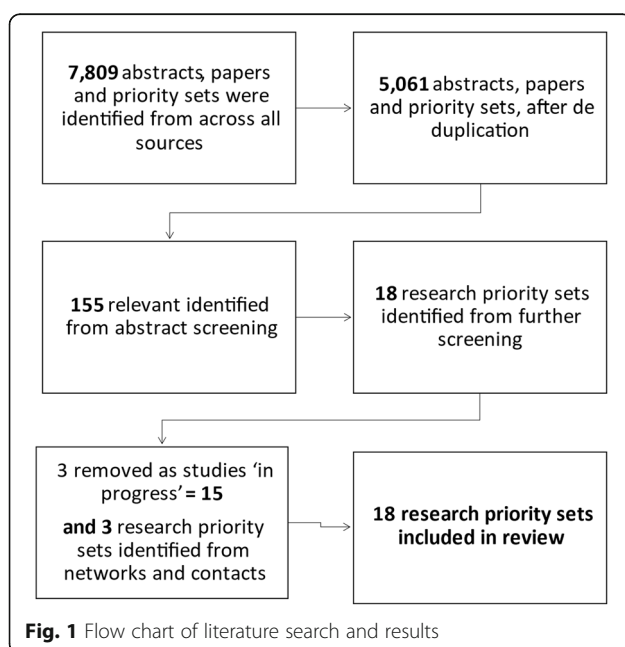 7,809 abstracts, papers
and priority sets were
identified from across all
sources
5,061 abstracts, papers
and priority sets, after de
duplication
155 relevant identified
from abstract screening
18 research priority sets
identified from further
screening
3 removed as studies ‘in
progress’ = 15
and 3 research priority
sets identified from
networks and contacts
18 research priority sets
included in review
Fig. 1 Flow chart of literature search and results